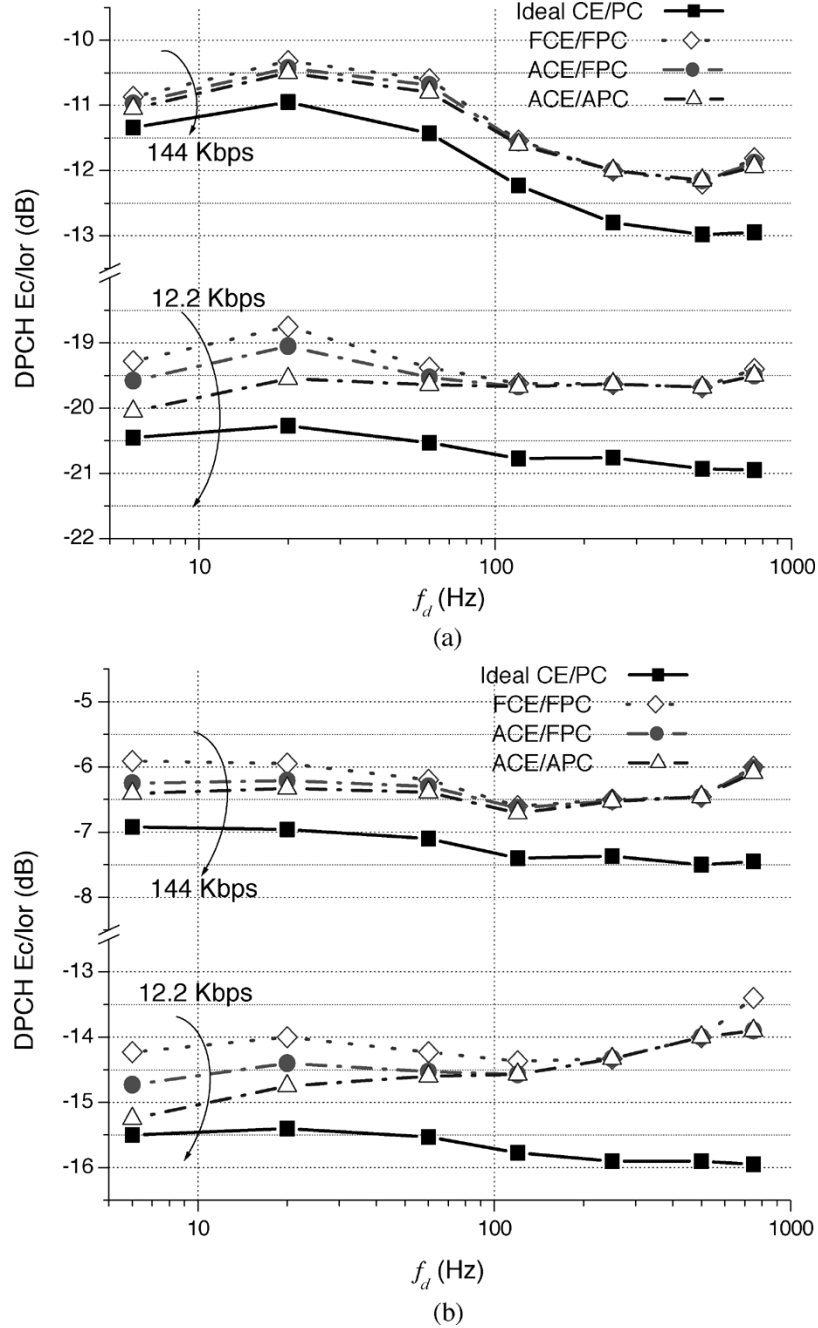 Ideal CE/PC
FCE/FPC
ACE/FPC
ACE/APC
-10
-11
-12
-13
-19
-20
-21
-22
144 Kbps
12.2 Kbps
DPCH Ec/Ior (dB)
10
100
1000
f_d (Hz)
(a)
Ideal CE/PC
FCE/FPC
ACE/FPC
ACE/APC
-5
-6
-7
-8
-13
-14
-15
-16
144 Kbps
12.2 Kbps
DPCH Ec/Ior (dB)
10
100
1000
f_d (Hz)
(b)